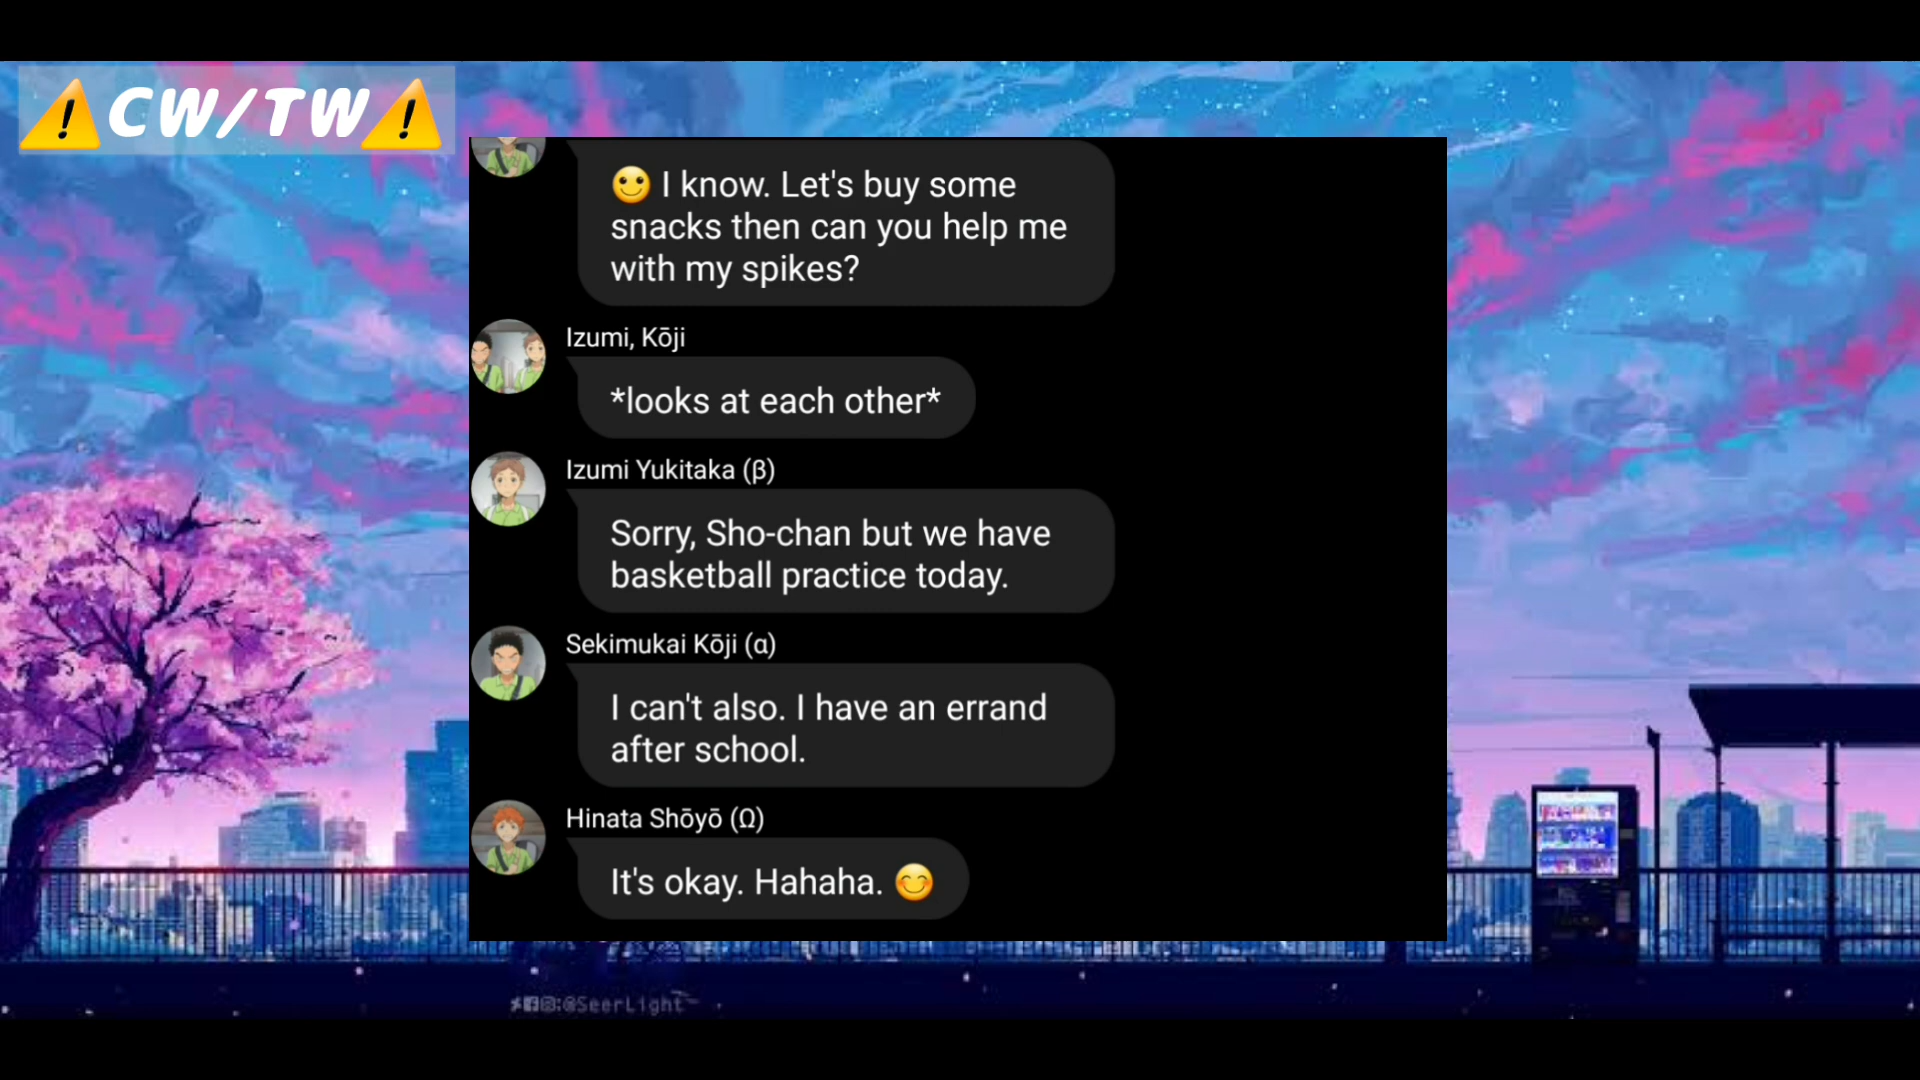 ⚠CW/TW⚠
🙂 I know. Let's buy some
snacks then can you help me
with my spikes?
Izumi, Kōji
*looks at each other*
Izumi Yukitaka (β)
Sorry, Sho-chan but we have
basketball practice today.
Sekimukai Kōji (α)
I can't also. I have an errand
after school.
Hinata Shōyō (Ω)
It's okay. Hahaha. 😊
@SeerLight